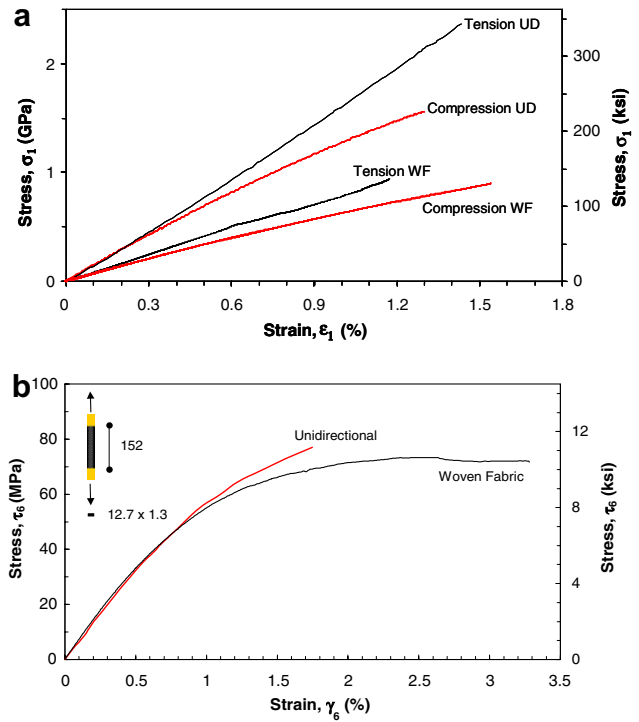 a
Tension UD
Compression UD
Tension WF
Compression WF
Stress, σ1 (GPa)
2
1
0
Stress, σ1 (ksi)
300
200
100
0
0
0.3
0.6
0.9
1.2
1.5
1.8
Strain, ε1 (%)
b
100
80
60
40
20
0
Stress, τ6 (MPa)
152
12.7 x 1.3
Unidirectional
Woven Fabric
12
8
4
0
Stress, τ6 (ksi)
0
0.5
1
1.5
2
2.5
3
3.5
Strain, γ6 (%)